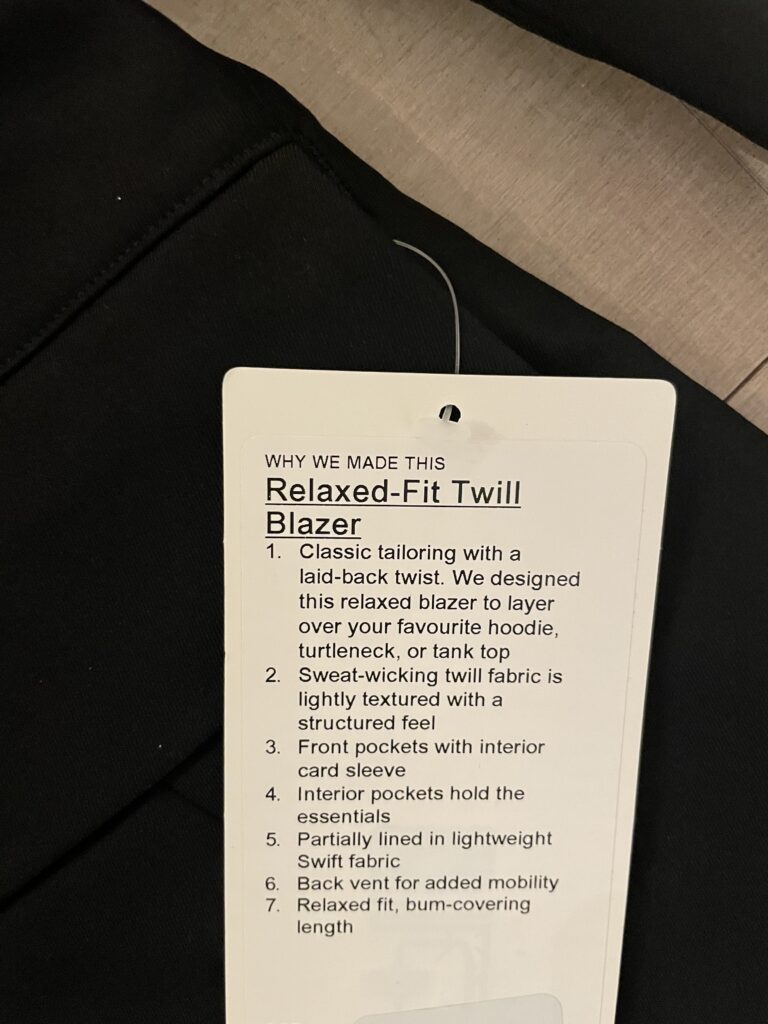 WHY WE MADE THIS
Relaxed-Fit Twill
Blazer
1. Classic tailoring with a
laid-back twist. We designed
this relaxed blazer to layer
over your favourite hoodie,
turtleneck, or tank top
2. Sweat-wicking twill fabric is
lightly textured with a
structured feel
3. Front pockets with interior
card sleeve
4. Interior pockets hold the
essentials
5. Partially lined in lightweight
Swift fabric
6. Back vent for added mobility
7. Relaxed fit, bum-covering
length